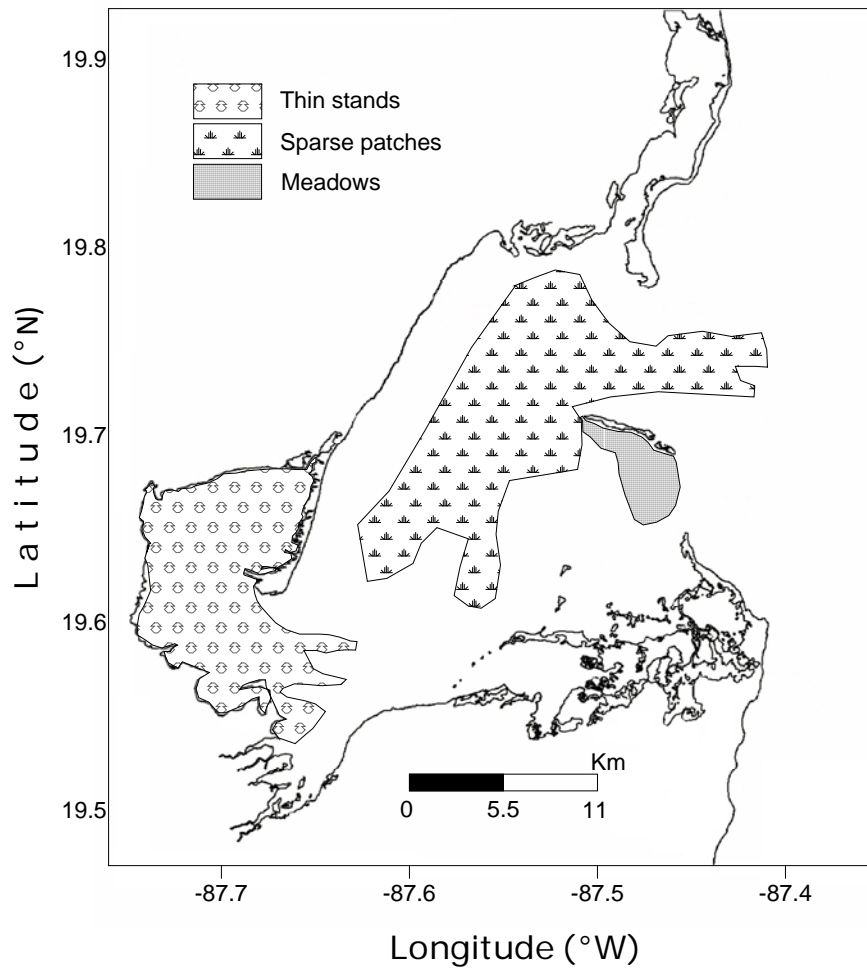 19.9
19.8
19.7
19.6
19.5
Latitude (°N)
Thin stands
Sparse patches
Meadows
Km
0 5.5 11
-87.7 -87.6 -87.5 -87.4
Longitude (°W)